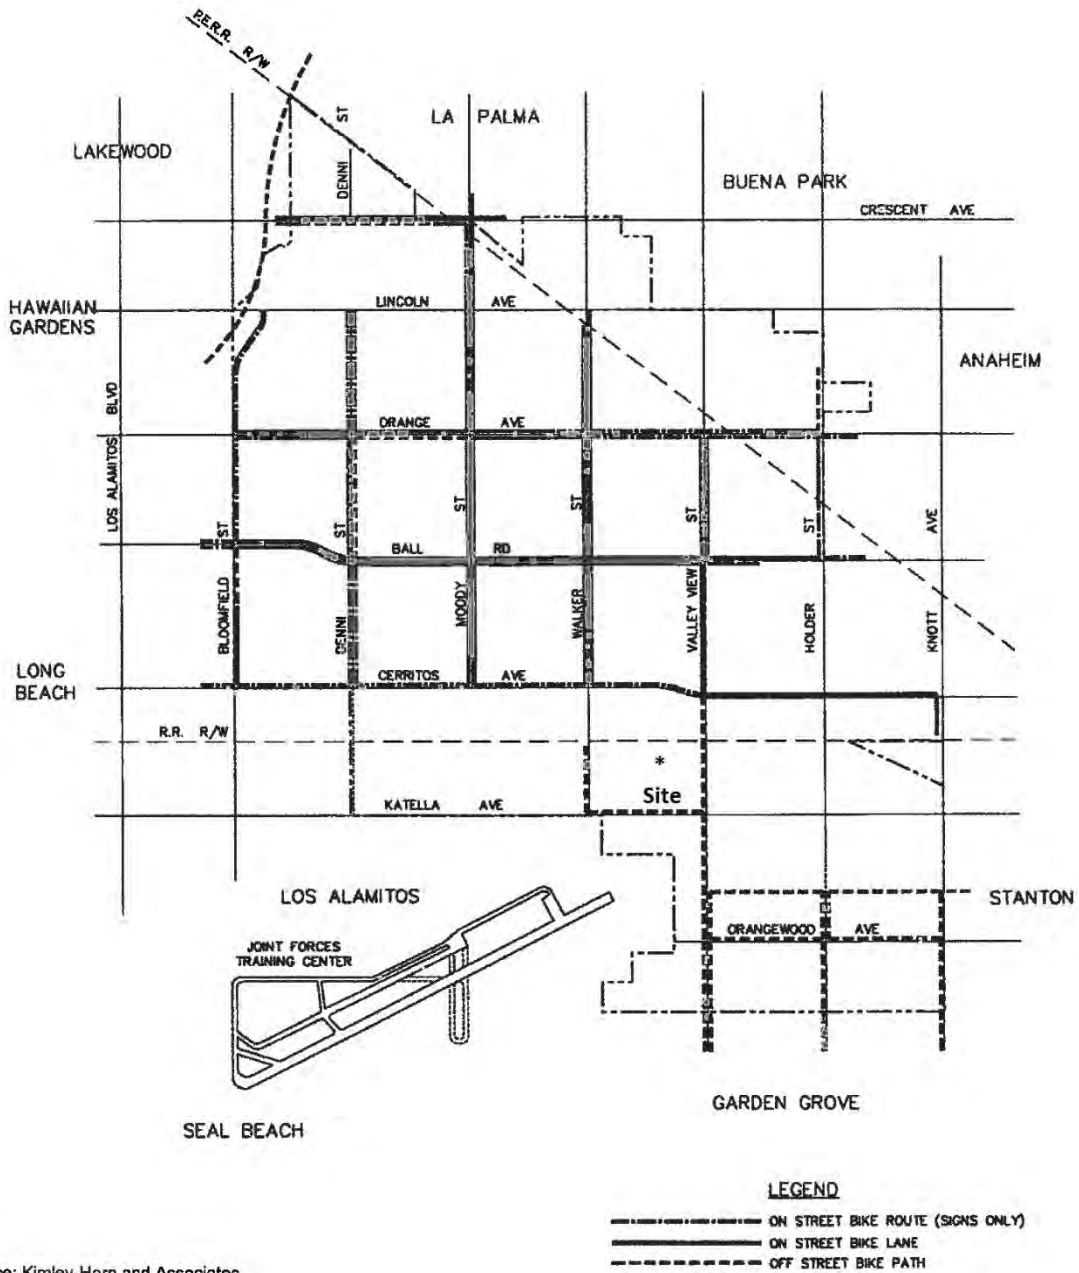 P.E.R.R. R/W
LA PALMA
LAKEWOOD
DENNI ST
BUENA PARK
CRESCENT AVE
HAWAIIAN
GARDENS
LINCOLN AVE
ANAHEIM
LOS ALAMITOS BLVD
ORANGE AVE
BLOOMFIELD ST
DENNI ST
MOODY ST
WALKER ST
VALLEY VIEW ST
HOLDER ST
KNOTT AVE
BALL RD
LONG
BEACH
CERRITOS AVE
R.R. R/W
*
Site
KATELLA AVE
LOS ALAMITOS
STANTON
ORANGEWOOD AVE
JOINT FORCES
TRAINING CENTER
GARDEN GROVE
SEAL BEACH
LEGEND
ON STREET BIKE ROUTE (SIGNS ONLY)
ON STREET BIKE LANE
OFF STREET BIKE PATH
Kimley-Horn and Associates